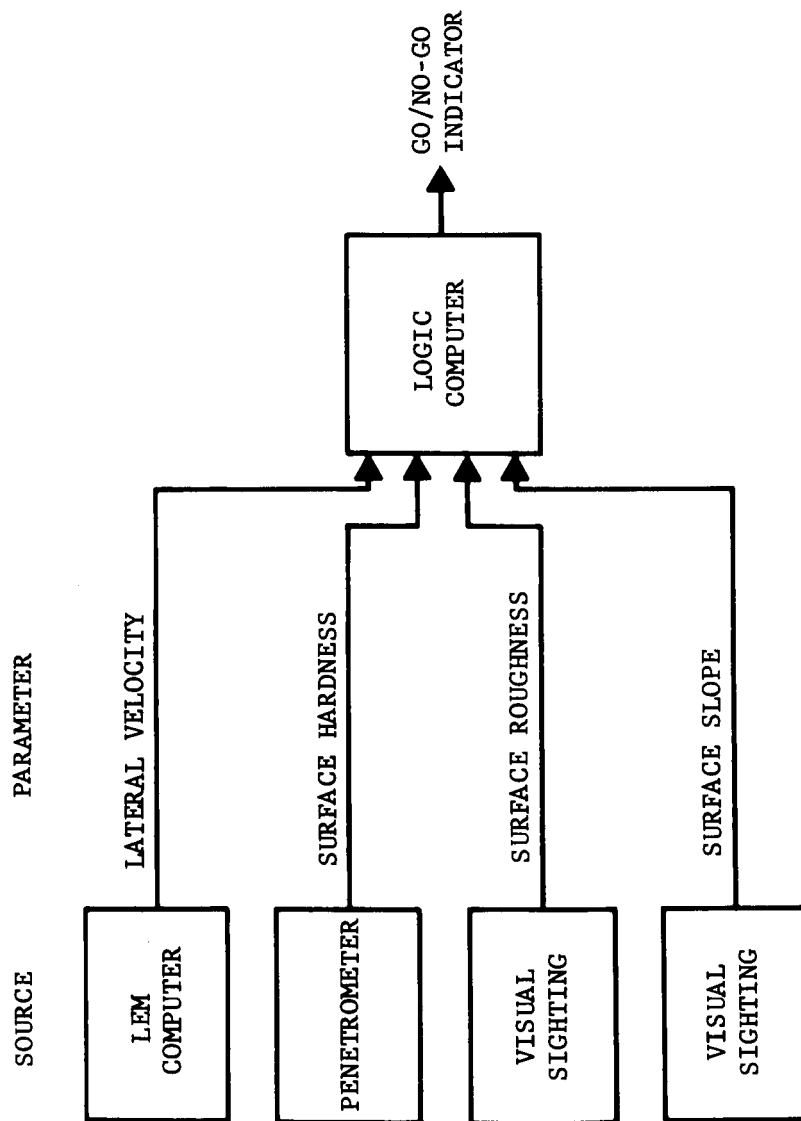 SOURCE
PARAMETER
LEM
COMPUTER
LATERAL VELOCITY
PENETROMETER
SURFACE HARDNESS
VISUAL
SIGHTING
SURFACE ROUGHNESS
VISUAL
SIGHTING
SURFACE SLOPE
LOGIC
COMPUTER
GO/NO-GO
INDICATOR